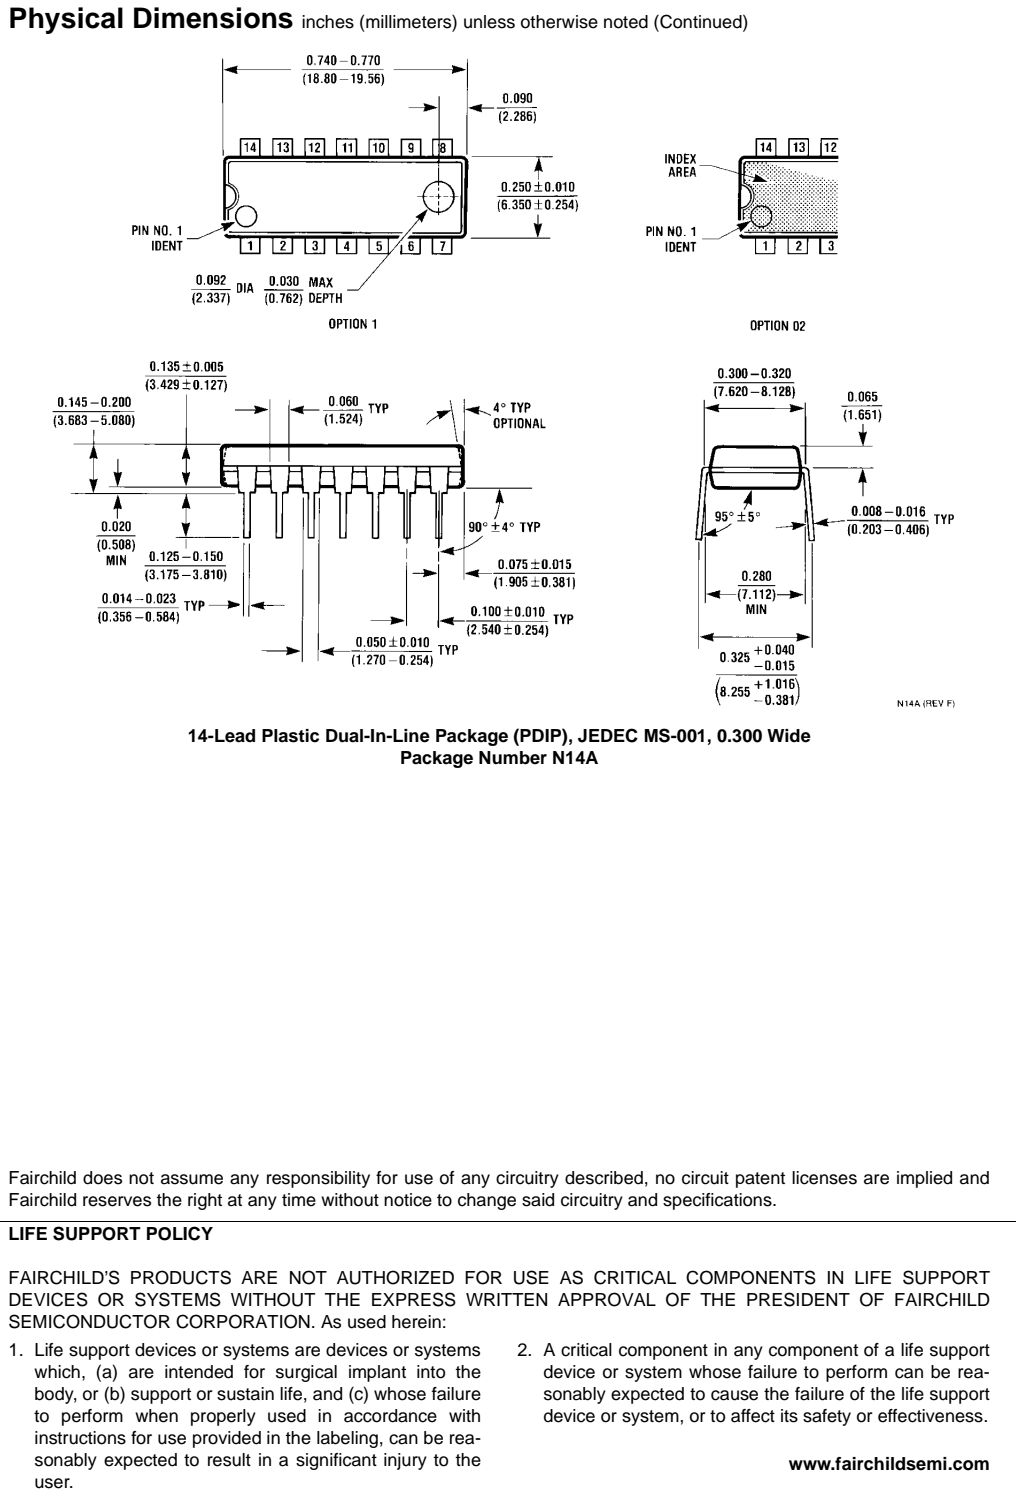 Physical Dimensions inches (millimeters) unless otherwise noted (Continued)
0.740 – 0.770
(18.80 – 19.56)
0.090
(2.286)
14 13 12 11 10 9 8
0.250 ± 0.010
(6.350 ± 0.254)
PIN NO. 1
IDENT
1 2 3 4 5 6 7
0.092
(2.337)
DIA
0.030
(0.762)
MAX
DEPTH
OPTION 1
14 13 12
INDEX
AREA
PIN NO. 1
IDENT
1 2 3
OPTION 02
0.135 ± 0.005
(3.429 ± 0.127)
0.145 – 0.200
(3.683 – 5.080)
0.060
(1.524)
TYP
4° TYP
OPTIONAL
0.020
(0.508)
MIN
0.125 – 0.150
(3.175 – 3.810)
90° ± 4° TYP
0.075 ± 0.015
(1.905 ± 0.381)
0.014 – 0.023
(0.356 – 0.584)
TYP
0.100 ± 0.010
(2.540 ± 0.254)
TYP
0.050 ± 0.010
(1.270 – 0.254)
TYP
0.300 – 0.320
(7.620 – 8.128)
0.065
(1.651)
95° ± 5°
0.008 – 0.016
(0.203 – 0.406)
TYP
0.280
(7.112)
MIN
0.325 +0.040
–0.015
(8.255 +1.016
–0.381)
N14A (REV F)
14-Lead Plastic Dual-In-Line Package (PDIP), JEDEC MS-001, 0.300 Wide
Package Number N14A
Fairchild does not assume any responsibility for use of any circuitry described, no circuit patent licenses are implied and
Fairchild reserves the right at any time without notice to change said circuitry and specifications.
LIFE SUPPORT POLICY
FAIRCHILD'S PRODUCTS ARE NOT AUTHORIZED FOR USE AS CRITICAL COMPONENTS IN LIFE SUPPORT
DEVICES OR SYSTEMS WITHOUT THE EXPRESS WRITTEN APPROVAL OF THE PRESIDENT OF FAIRCHILD
SEMICONDUCTOR CORPORATION. As used herein:
1. Life support devices or systems are devices or systems
which, (a) are intended for surgical implant into the
body, or (b) support or sustain life, and (c) whose failure
to perform when properly used in accordance with
instructions for use provided in the labeling, can be rea-
sonably expected to result in a significant injury to the
user.
2. A critical component in any component of a life support
device or system whose failure to perform can be rea-
sonably expected to cause the failure of the life support
device or system, or to affect its safety or effectiveness.
www.fairchildsemi.com